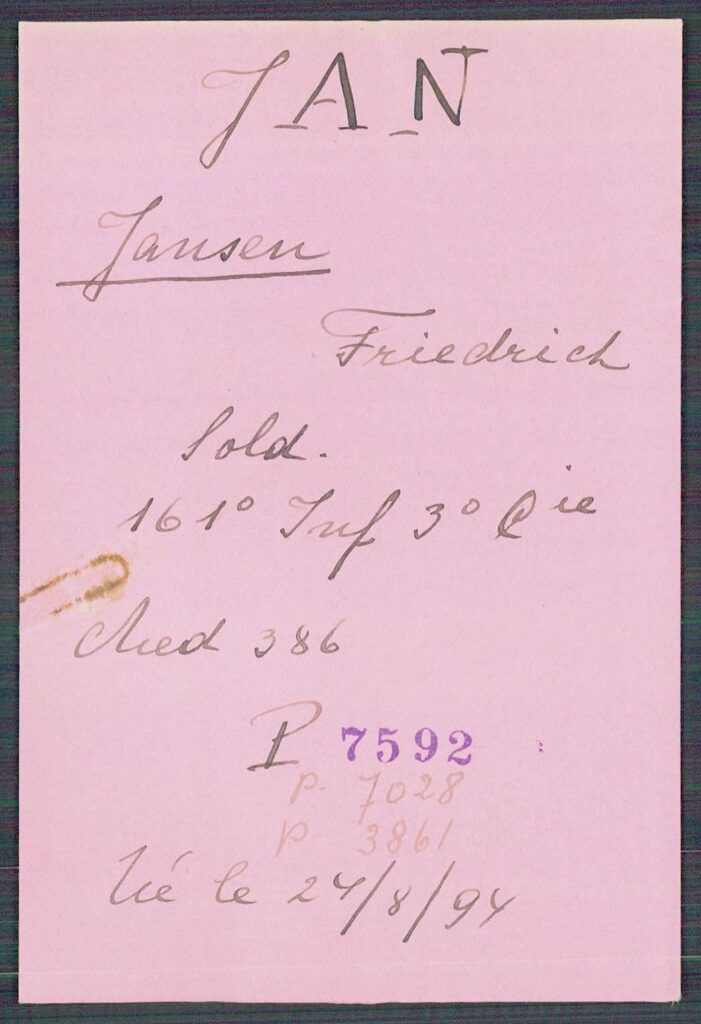 JAN
Jansen
Friedrich
Sold.
161° Inf 3° Cie
Med 386
P 7592
P. 7028
P 3861
Né le 24/8/94